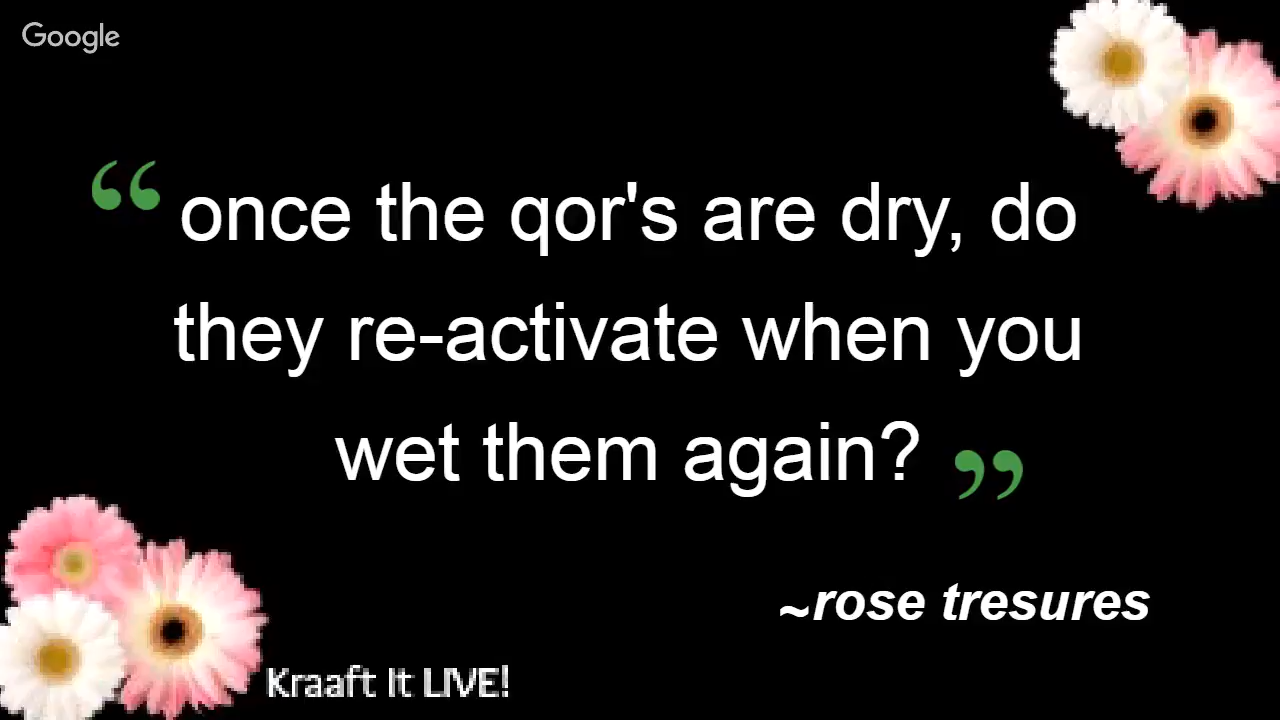 Google
“once the qor's are dry, do
they re-activate when you
wet them again?”
~rose tresures
Kraaft It LIVE!